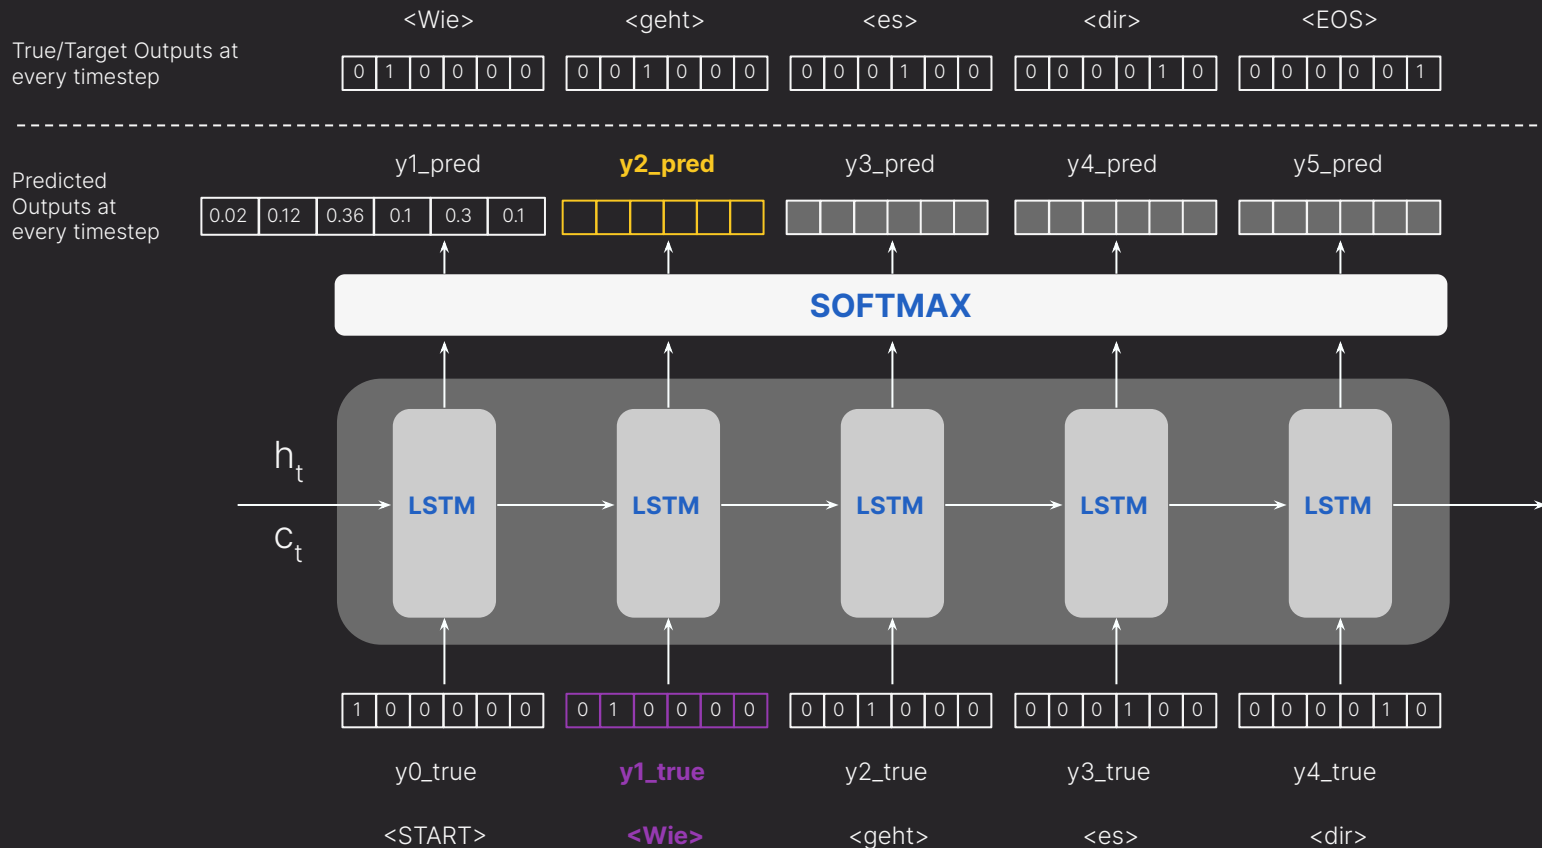 <Wie> <geht> <es> <dir> <EOS>
True/Target Outputs at
every timestep
0 1 0 0 0 0 0 0 1 0 0 0 0 0 0 1 0 0 0 0 0 0 1 0 0 0 0 0 0 1
y1_pred y2_pred y3_pred y4_pred y5_pred
Predicted
Outputs at
every timestep
0.02 0.12 0.36 0.1 0.3 0.1
SOFTMAX
h_t
LSTM LSTM LSTM LSTM LSTM
c_t
1 0 0 0 0 0 0 1 0 0 0 0 0 0 1 0 0 0 0 0 0 1 0 0 0 0 0 0 1 0
y0_true y1_true y2_true y3_true y4_true
<START> <Wie> <geht> <es> <dir>